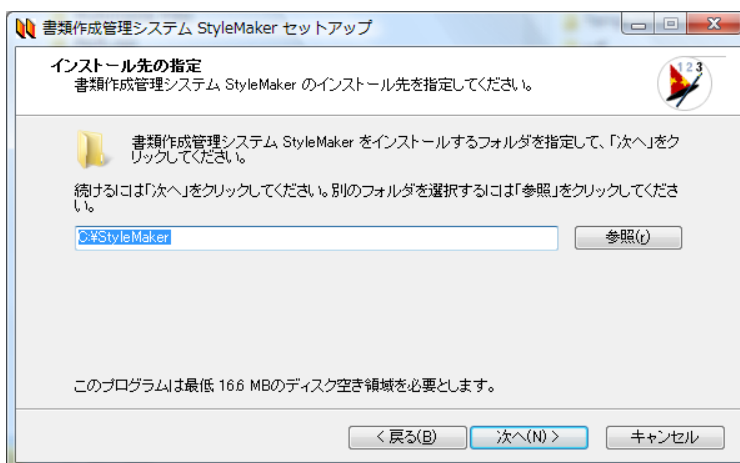 書類作成管理システム StyleMaker セットアップ
インストール先の指定
書類作成管理システム StyleMaker のインストール先を指定してください。
123
書類作成管理システム StyleMaker をインストールするフォルダを指定して、「次へ」をク
リックしてください。
続けるには「次へ」をクリックしてください。別のフォルダを選択するには「参照」をクリックしてくださ
い。
C:¥StyleMaker
参照(r)
このプログラムは最低 16.6 MBのディスク空き領域を必要とします。
< 戻る(B)
次へ(N) >
キャンセル